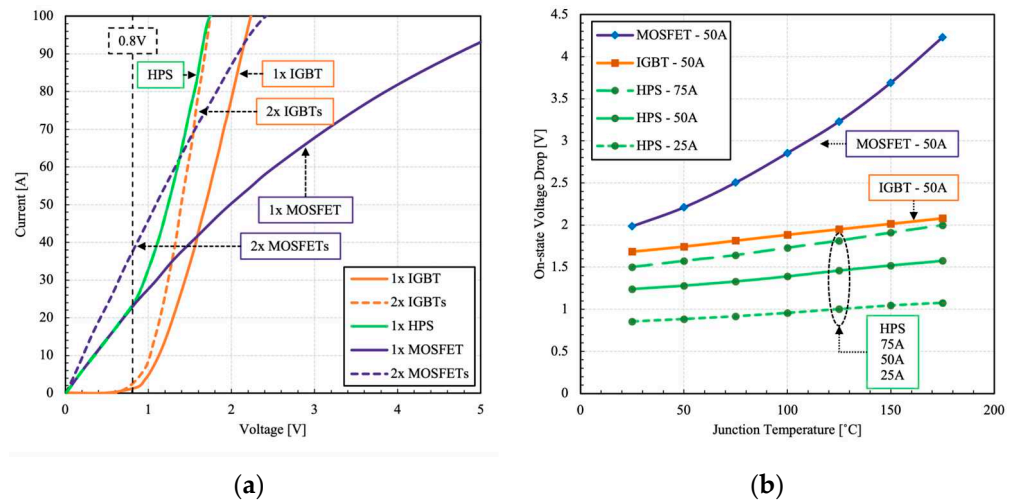 100
90
80
70
60
50
40
30
20
10
0
Current [A]
0.8V
HPS
1x IGBT
2x IGBTs
1x MOSFET
2x MOSFETs
1x IGBT
2x IGBTs
1x HPS
1x MOSFET
2x MOSFETs
0 1 2 3 4 5
Voltage [V]
(a)
4.5
4
3.5
3
2.5
2
1.5
1
0.5
0
On-state Voltage Drop [V]
MOSFET - 50A
IGBT - 50A
HPS - 75A
HPS - 50A
HPS - 25A
MOSFET - 50A
IGBT - 50A
HPS
75A
50A
25A
0 50 100 150 200
Junction Temperature [˚C]
(b)